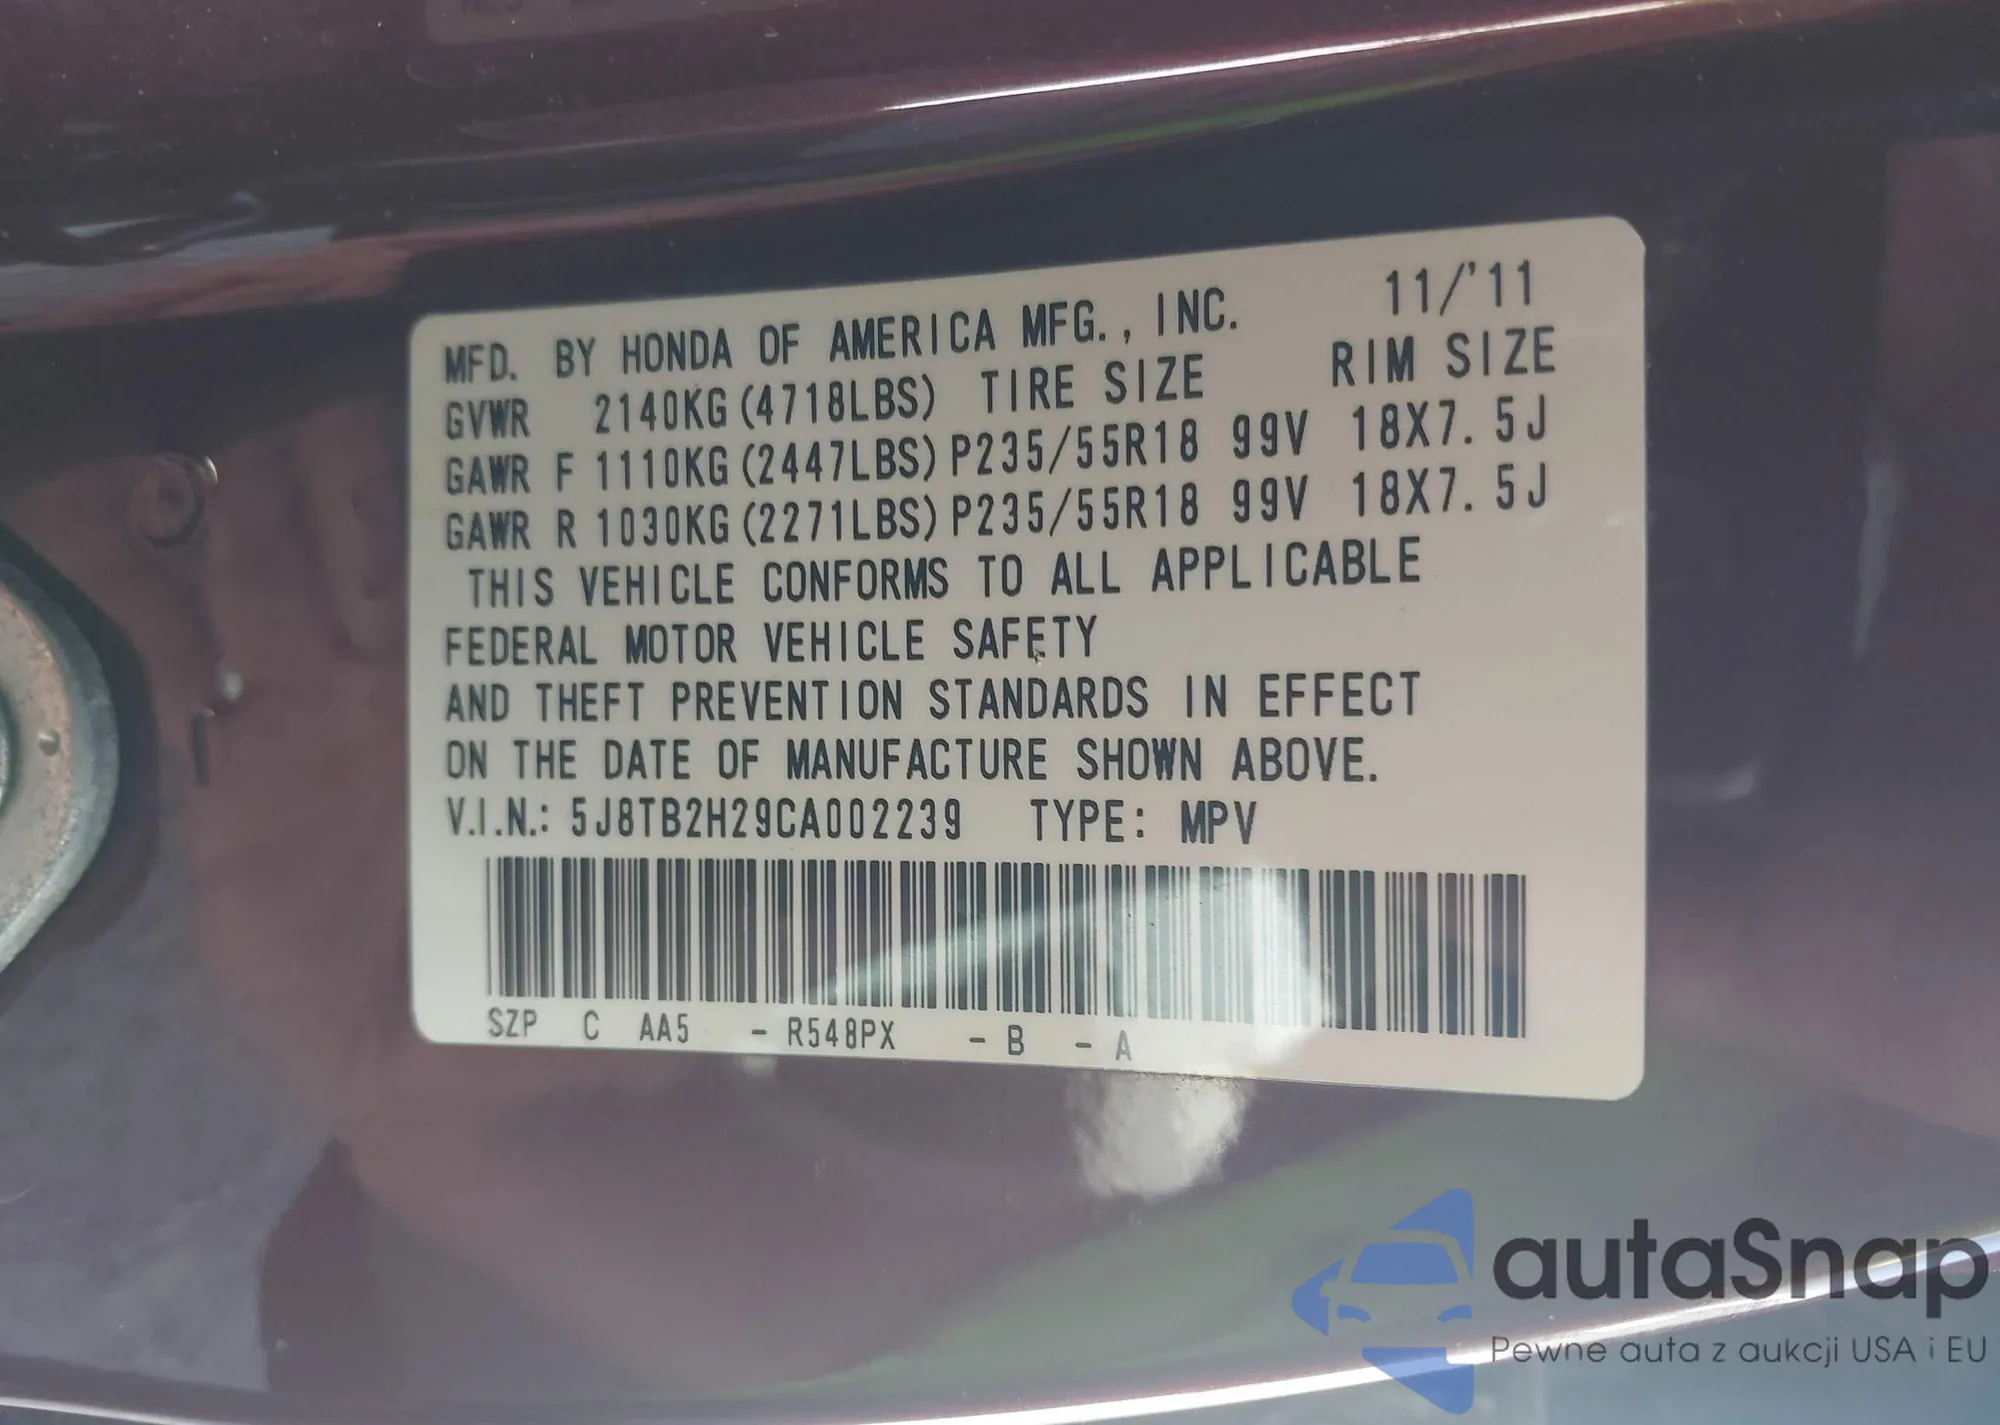 MFD. BY HONDA OF AMERICA MFG., INC. 11/'11
GVWR 2140KG(4718LBS) TIRE SIZE RIM SIZE
GAWR F 1110KG(2447LBS) P235/55R18 99V 18X7.5J
GAWR R 1030KG(2271LBS) P235/55R18 99V 18X7.5J
THIS VEHICLE CONFORMS TO ALL APPLICABLE
FEDERAL MOTOR VEHICLE SAFETY
AND THEFT PREVENTION STANDARDS IN EFFECT
ON THE DATE OF MANUFACTURE SHOWN ABOVE.
V.I.N.: 5J8TB2H29CA002239 TYPE: MPV
SZP C AA5 - R548PX - B - A
autaSnap
Pewne auta z aukcji USA i EU